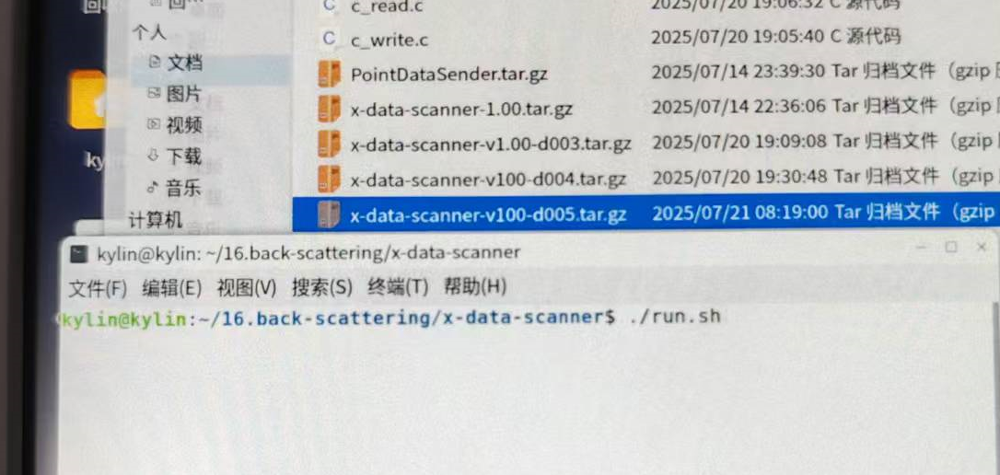 c_read.c 2025/07/20 19:06:32 C 源代码
个人
c_write.c 2025/07/20 19:05:40 C 源代码
文档
PointDataSender.tar.gz 2025/07/14 23:39:30 Tar 归档文件（gzip
图片
x-data-scanner-1.00.tar.gz 2025/07/14 22:36:06 Tar 归档文件（gzip
视频
x-data-scanner-v1.00-d003.tar.gz 2025/07/20 19:09:08 Tar 归档文件（gzip
下载
x-data-scanner-v100-d004.tar.gz 2025/07/20 19:30:48 Tar 归档文件（gzip
音乐
x-data-scanner-v100-d005.tar.gz 2025/07/21 08:19:00 Tar 归档文件（gzip
计算机
ky
kylin@kylin: ~/16.back-scattering/x-data-scanner
文件(F) 编辑(E) 视图(V) 搜索(S) 终端(T) 帮助(H)
kylin@kylin:~/16.back-scattering/x-data-scanner$ ./run.sh